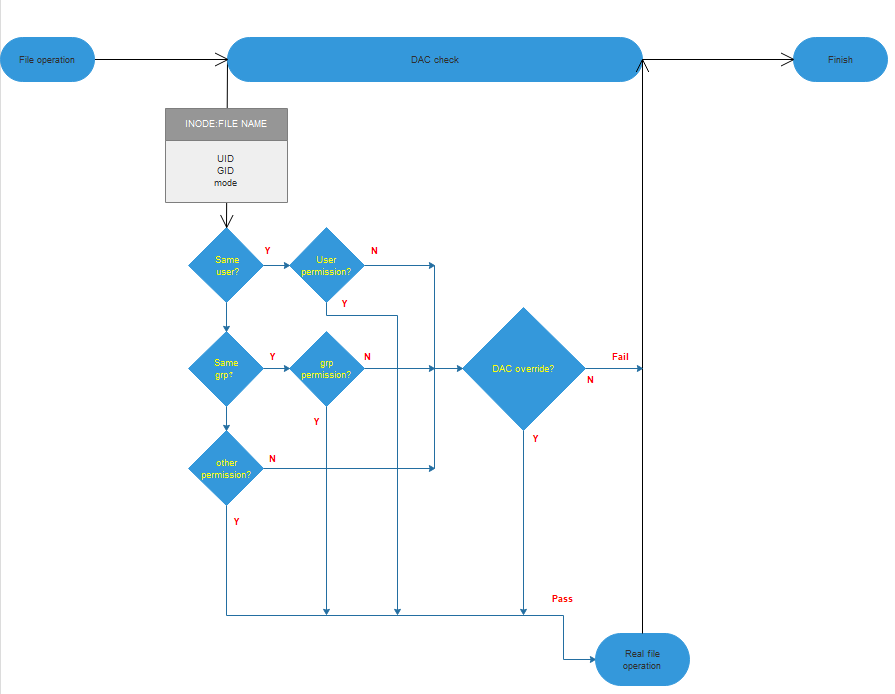 File operation
DAC check
Finish
INODE:FILE NAME
UID
GID
mode
Same
user?
Y
User
permission?
N
Y
Same
grp?
Y
grp
permission?
N
Y
DAC override?
Fail
N
Y
other
permission?
N
Y
Pass
Real file
operation